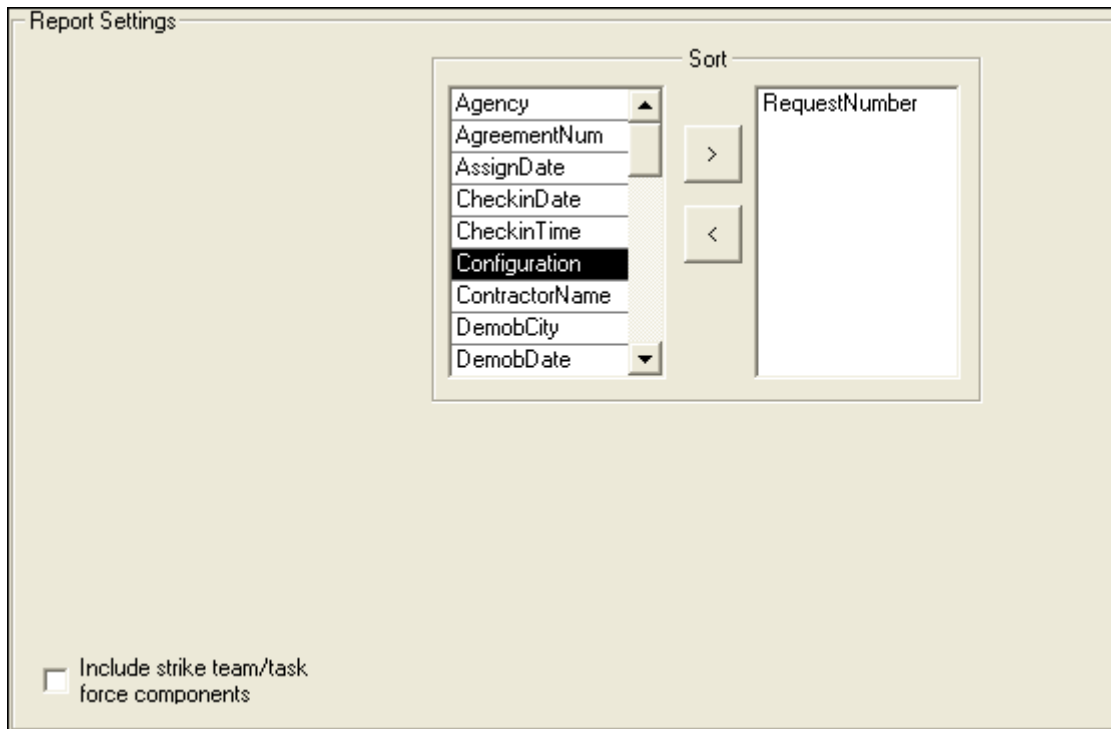 Report Settings
Sort
Agency
AgreementNum
AssignDate
CheckinDate
CheckinTime
Configuration
ContractorName
DemobCity
DemobDate
>
<
RequestNumber
Include strike team/task
force components